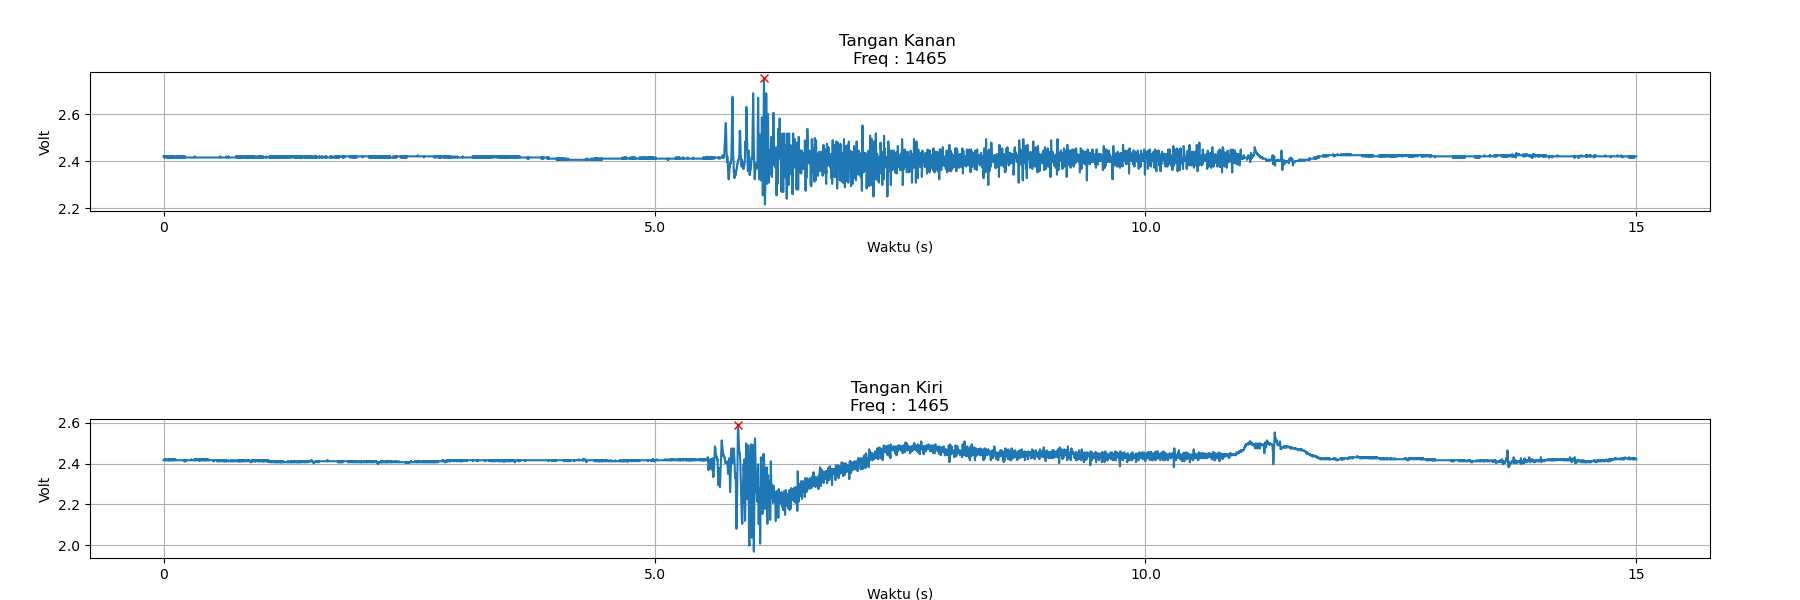 Tangan Kanan
Freq : 1465
Volt
2.6
2.4
2.2
0 5.0 10.0 15
Waktu (s)
Tangan Kiri
Freq :  1465
Volt
2.6
2.4
2.2
2.0
0 5.0 10.0 15
Waktu (s)